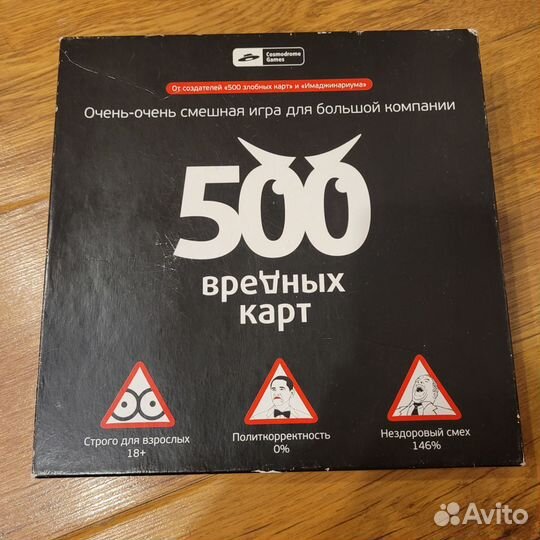 Cosmodrome
Games
От создателей «500 злобных карт» и «Имаджинариума»
Очень-очень смешная игра для большой компании
500
вредных
карт
Строго для взрослых
18+
Политкорректность
0%
Нездоровый смех
146%
Avito